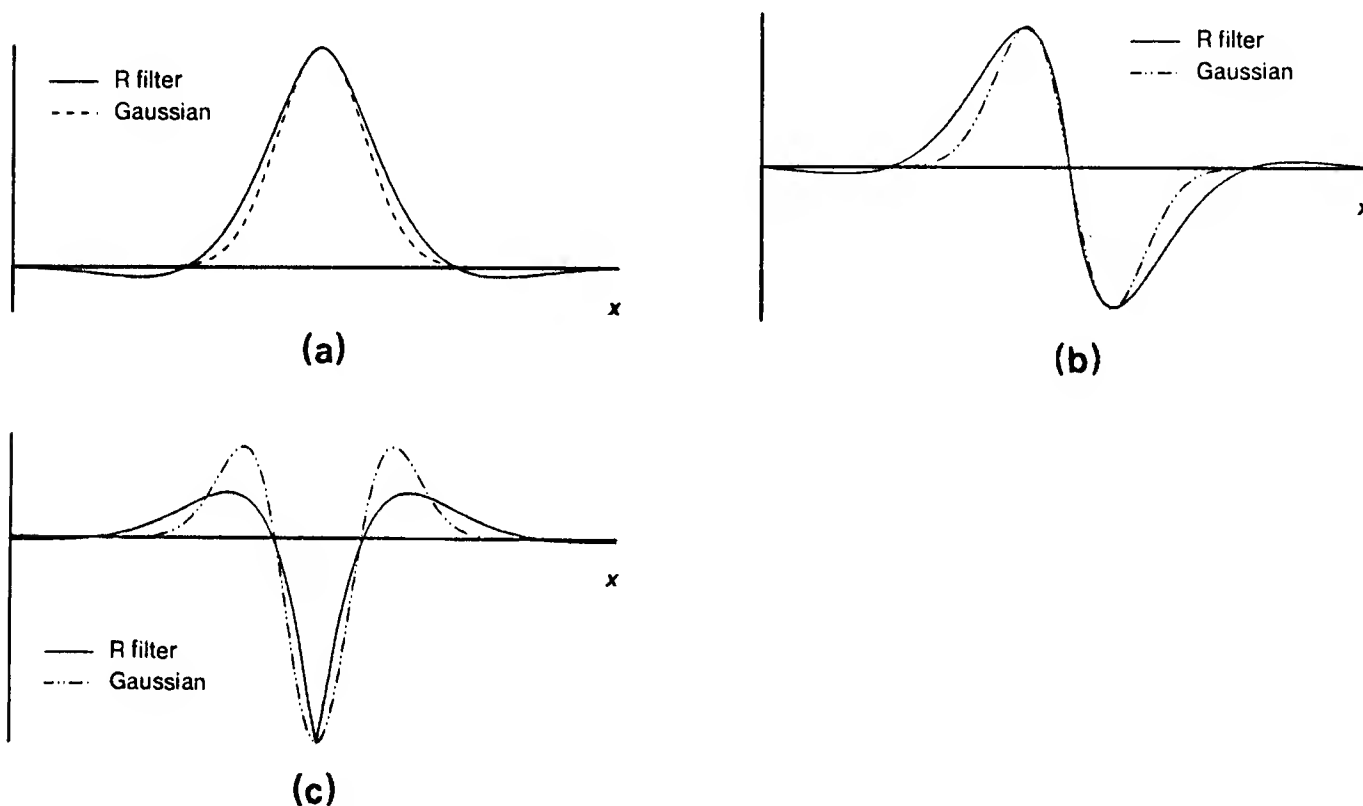 R filter
Gaussian
x
(a)
R filter
Gaussian
x
(b)
x
R filter
Gaussian
(c)